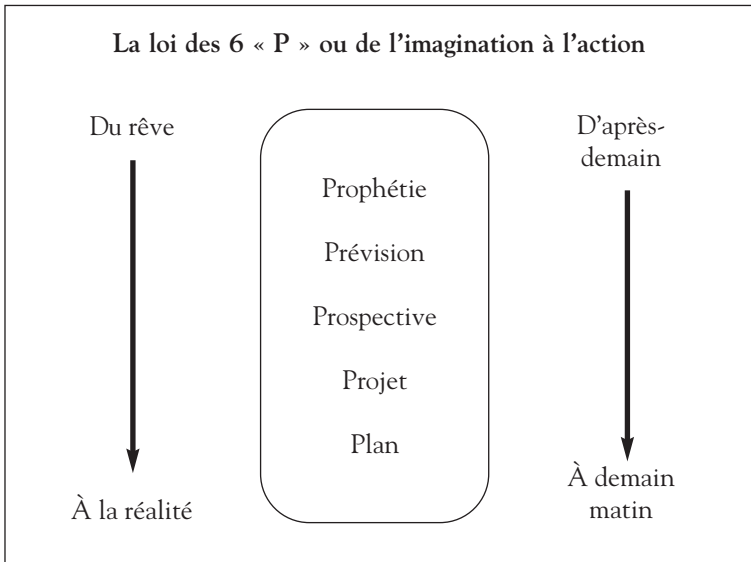 La loi des 6 « P » ou de l'imagination à l'action
Du rêve
À la réalité
Prophétie
Prévision
Prospective
Projet
Plan
D'après-
demain
À demain
matin